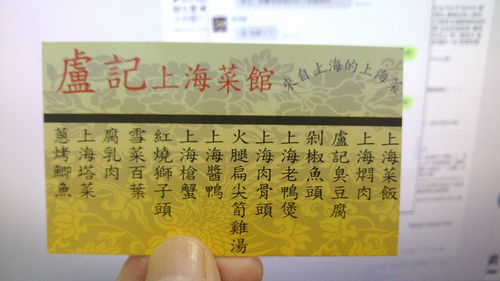 盧記上海菜館
來自上海的上海菜
上海菜飯
上海燜肉
盧記臭豆腐
剁椒魚頭
上海老鴨煲
上海肉骨頭
火腿扁尖筍雞湯
上海醬鴨
上海槍蟹
紅燒獅子頭
雪菜百葉
腐乳肉
上海塔菜
蔥烤鯽魚